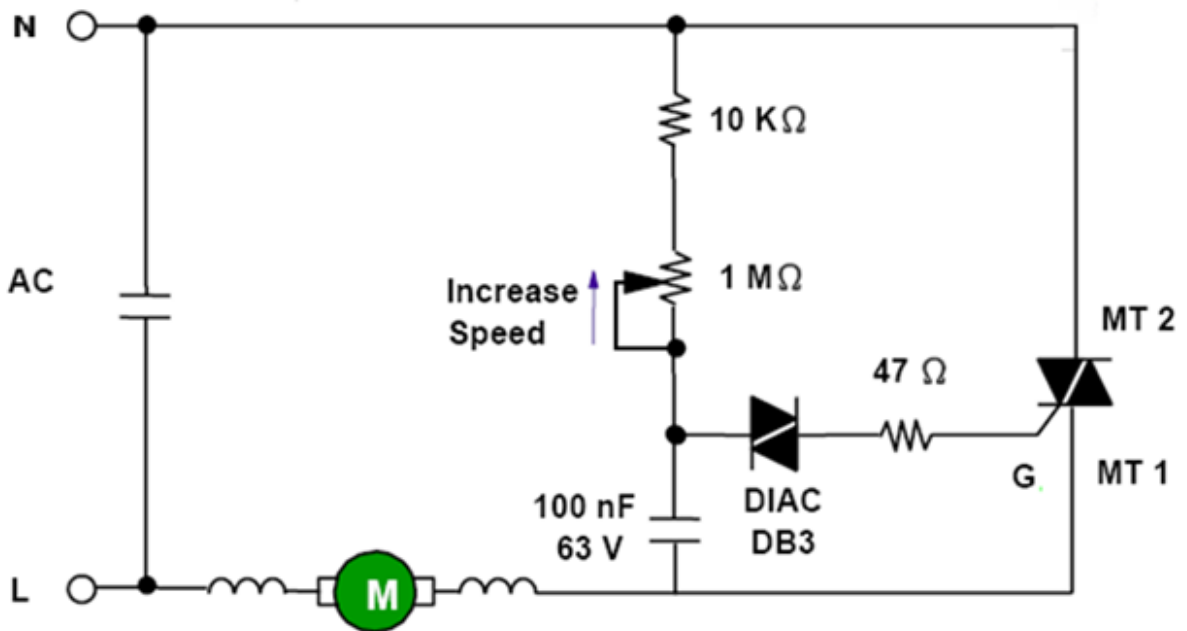 N
10 KΩ
AC
Increase
Speed
1 MΩ
MT 2
47 Ω
G
MT 1
100 nF
63 V
DIAC
DB3
L
M